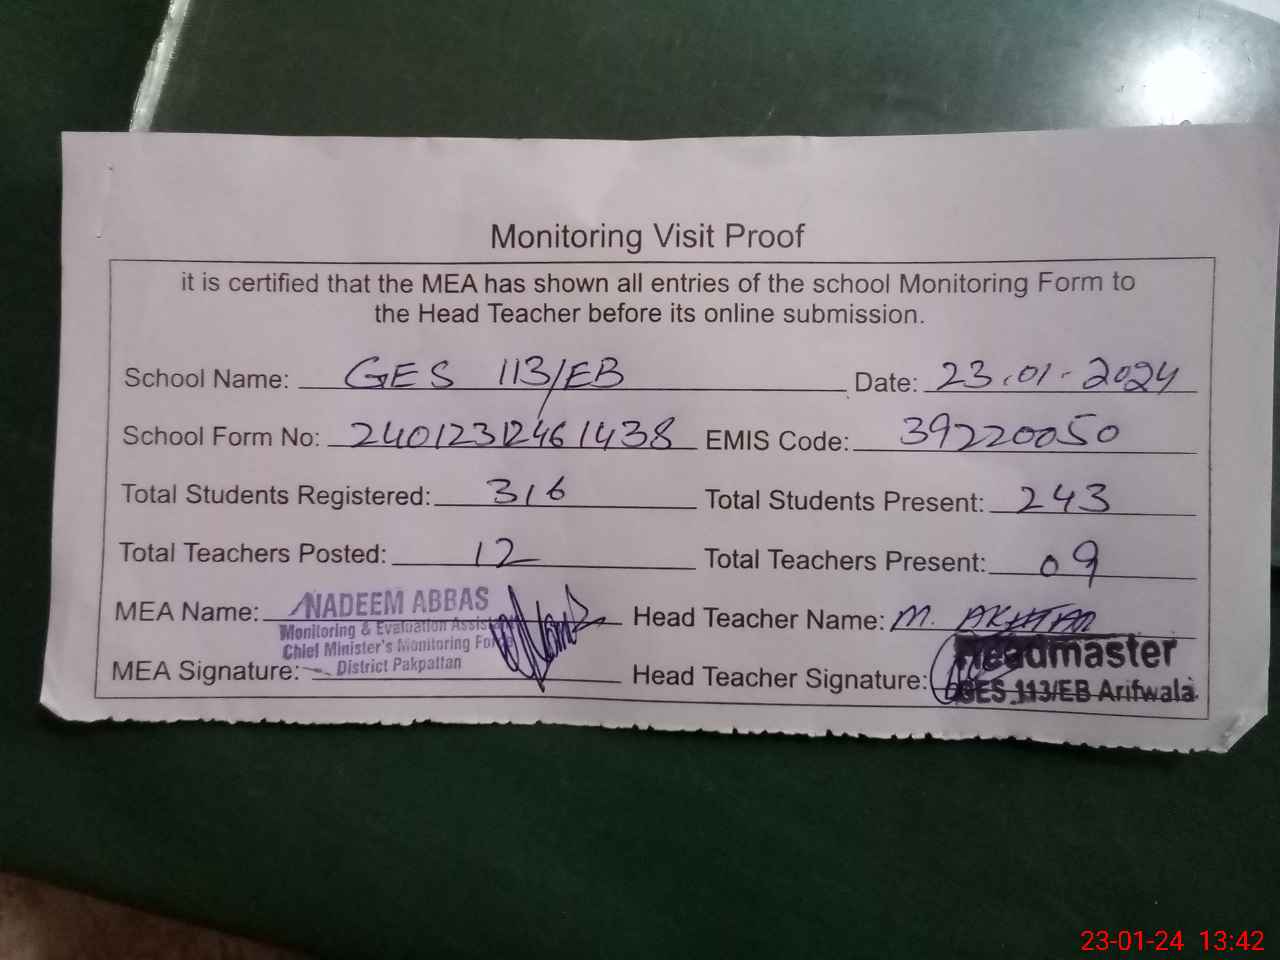 Monitoring Visit Proof
it is certified that the MEA has shown all entries of the school Monitoring Form to
the Head Teacher before its online submission.
School Name: GES 113/EB Date: 23.01.2024
School Form No: 24012312461438 EMIS Code: 39220050
Total Students Registered: 316 Total Students Present: 243
Total Teachers Posted: 12 Total Teachers Present: 09
MEA Name: NADEEM ABBAS Head Teacher Name: M. AKHTAR
Monitoring & Evaluation Assistant
Chief Minister's Monitoring Force
District Pakpattan
MEA Signature: Head Teacher Signature:
Headmaster
GES 113/EB Arifwala
23-01-24 13:42